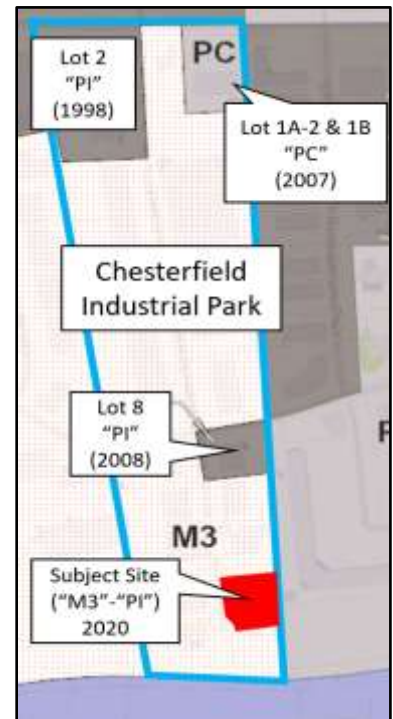 Lot 2
"PI"
(1998)
PC
Lot 1A-2 & 1B
"PC"
(2007)
Chesterfield
Industrial Park
Lot 8
"PI"
(2008)
M3
Subject Site
("M3"-"PI")
2020